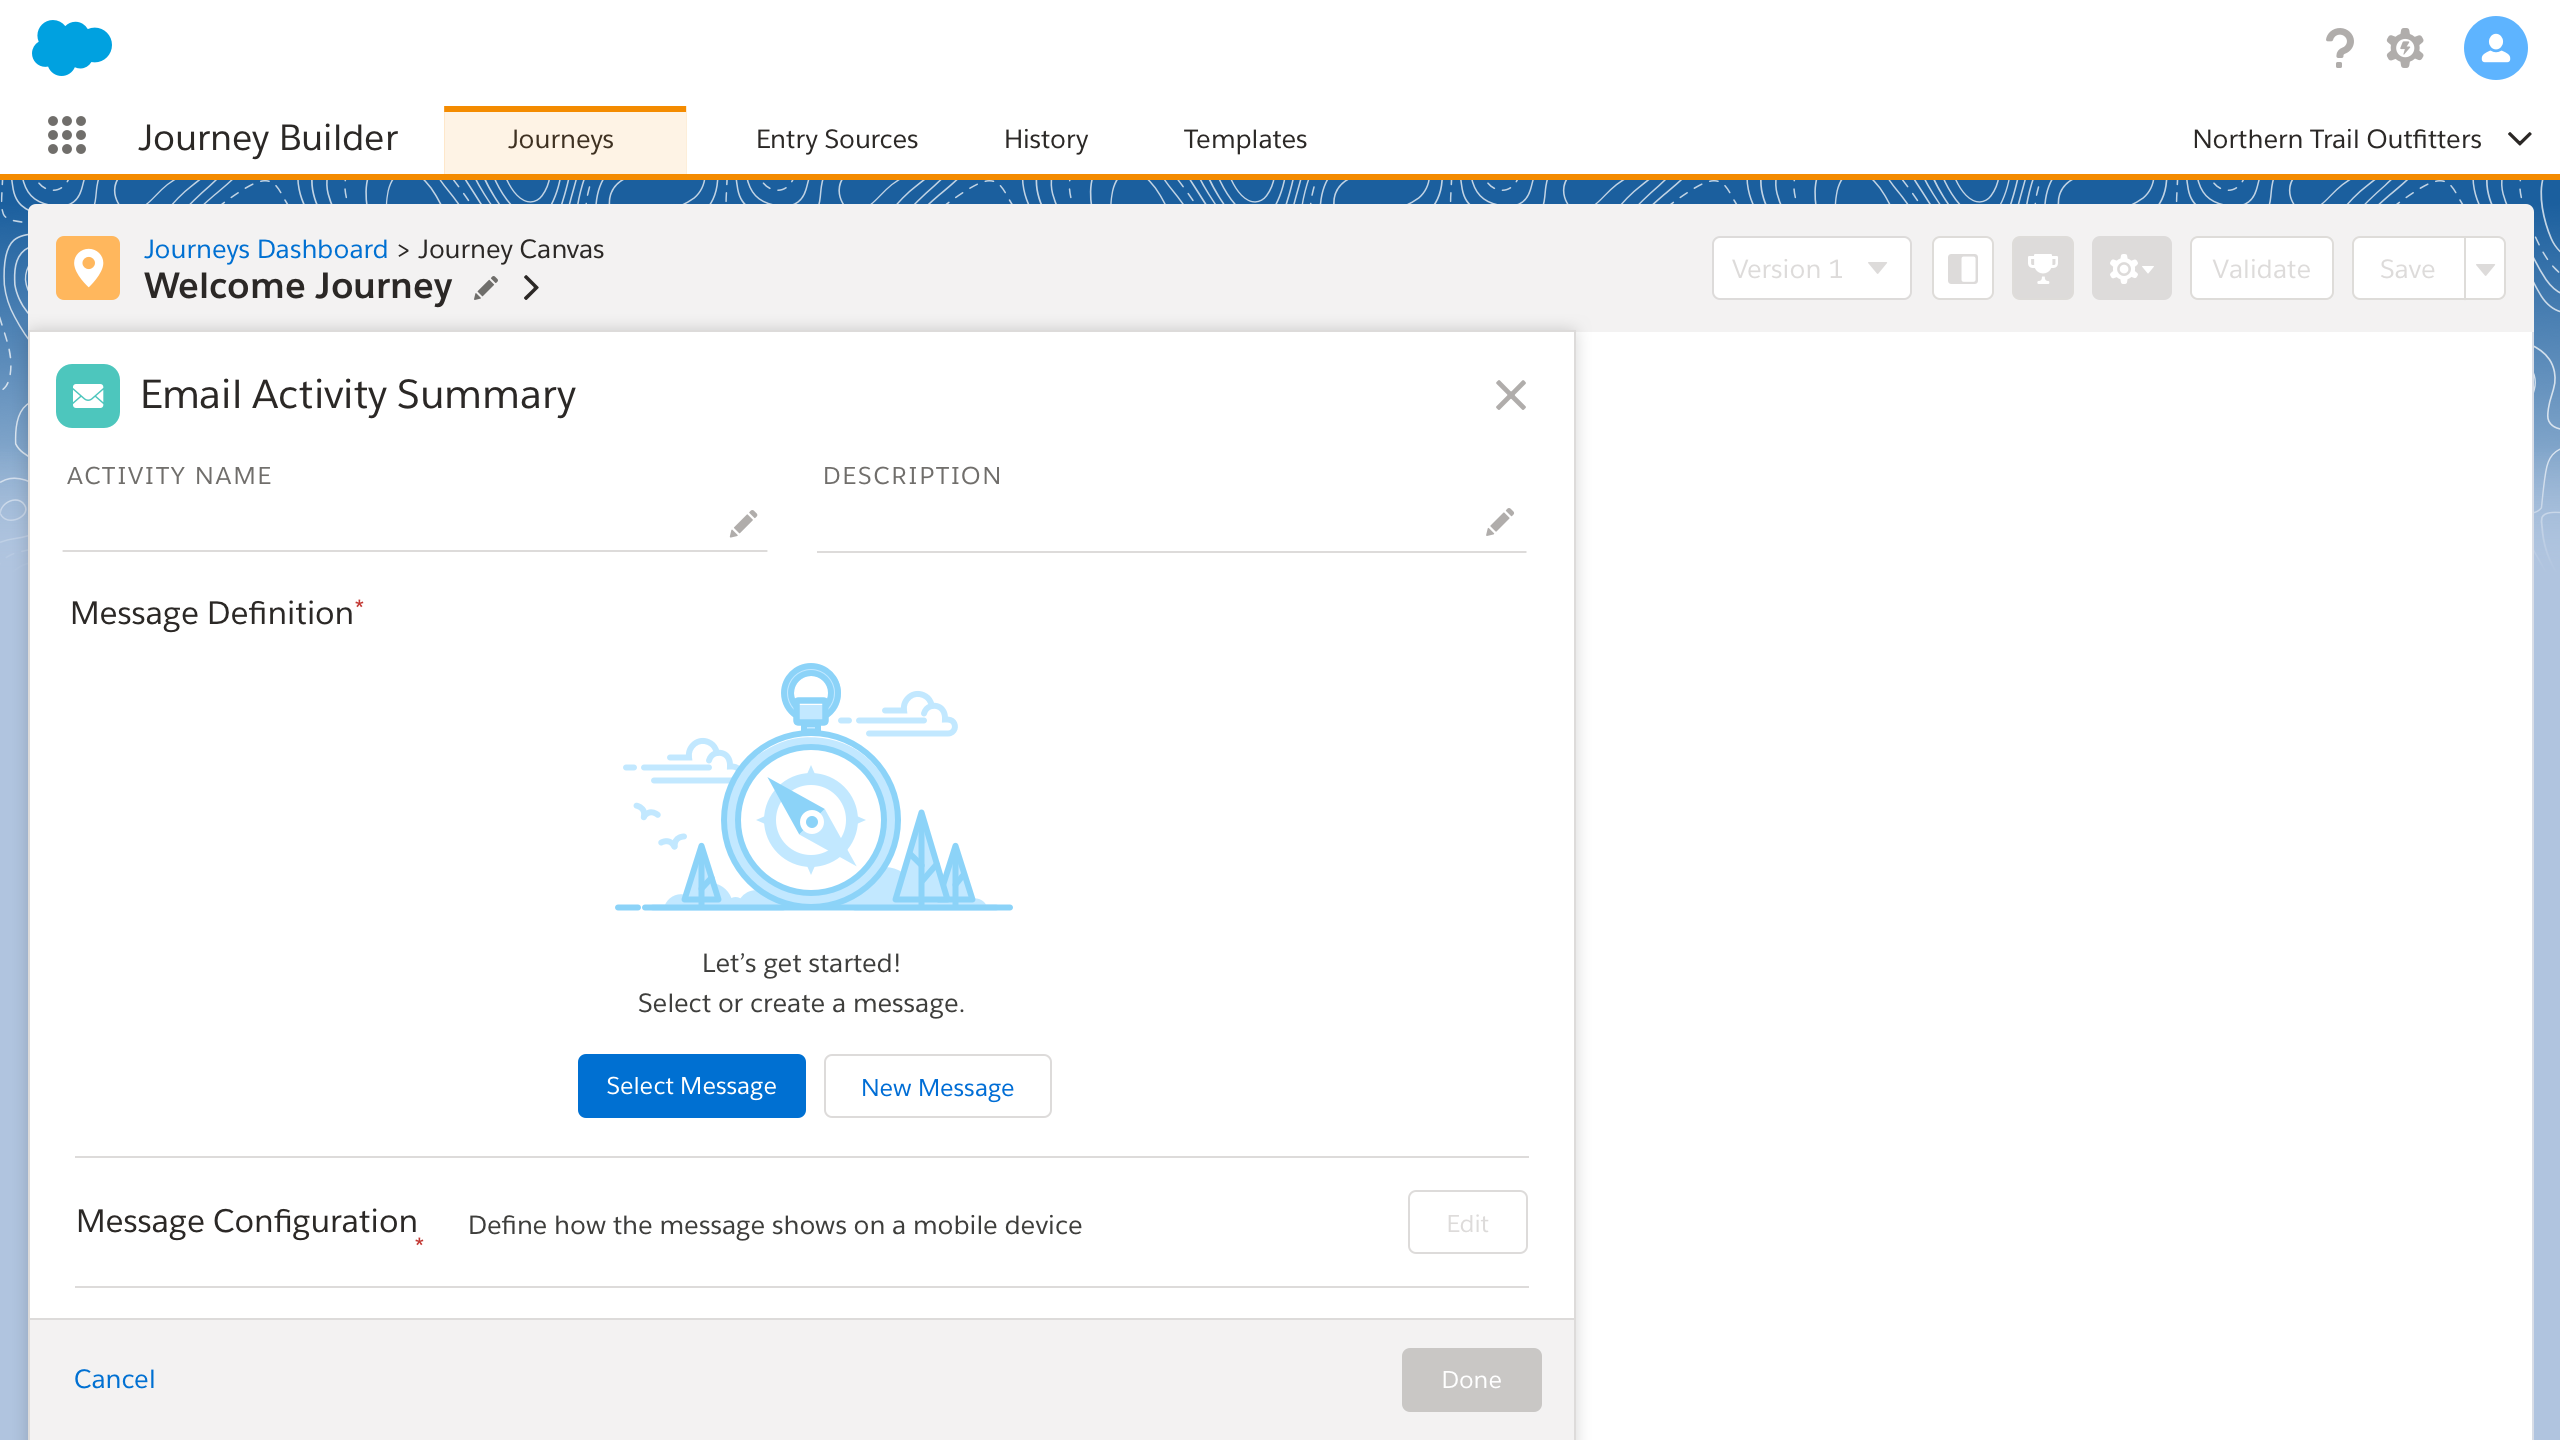 Journey Builder
Journeys
Entry Sources
History
Templates
Northern Trail Outfitters
Journeys Dashboard > Journey Canvas
Welcome Journey
Version 1
Validate
Save
Email Activity Summary
ACTIVITY NAME
DESCRIPTION
Message Definition*
Let’s get started!
Select or create a message.
Select Message
New Message
Message Configuration *
Define how the message shows on a mobile device
Edit
Cancel
Done